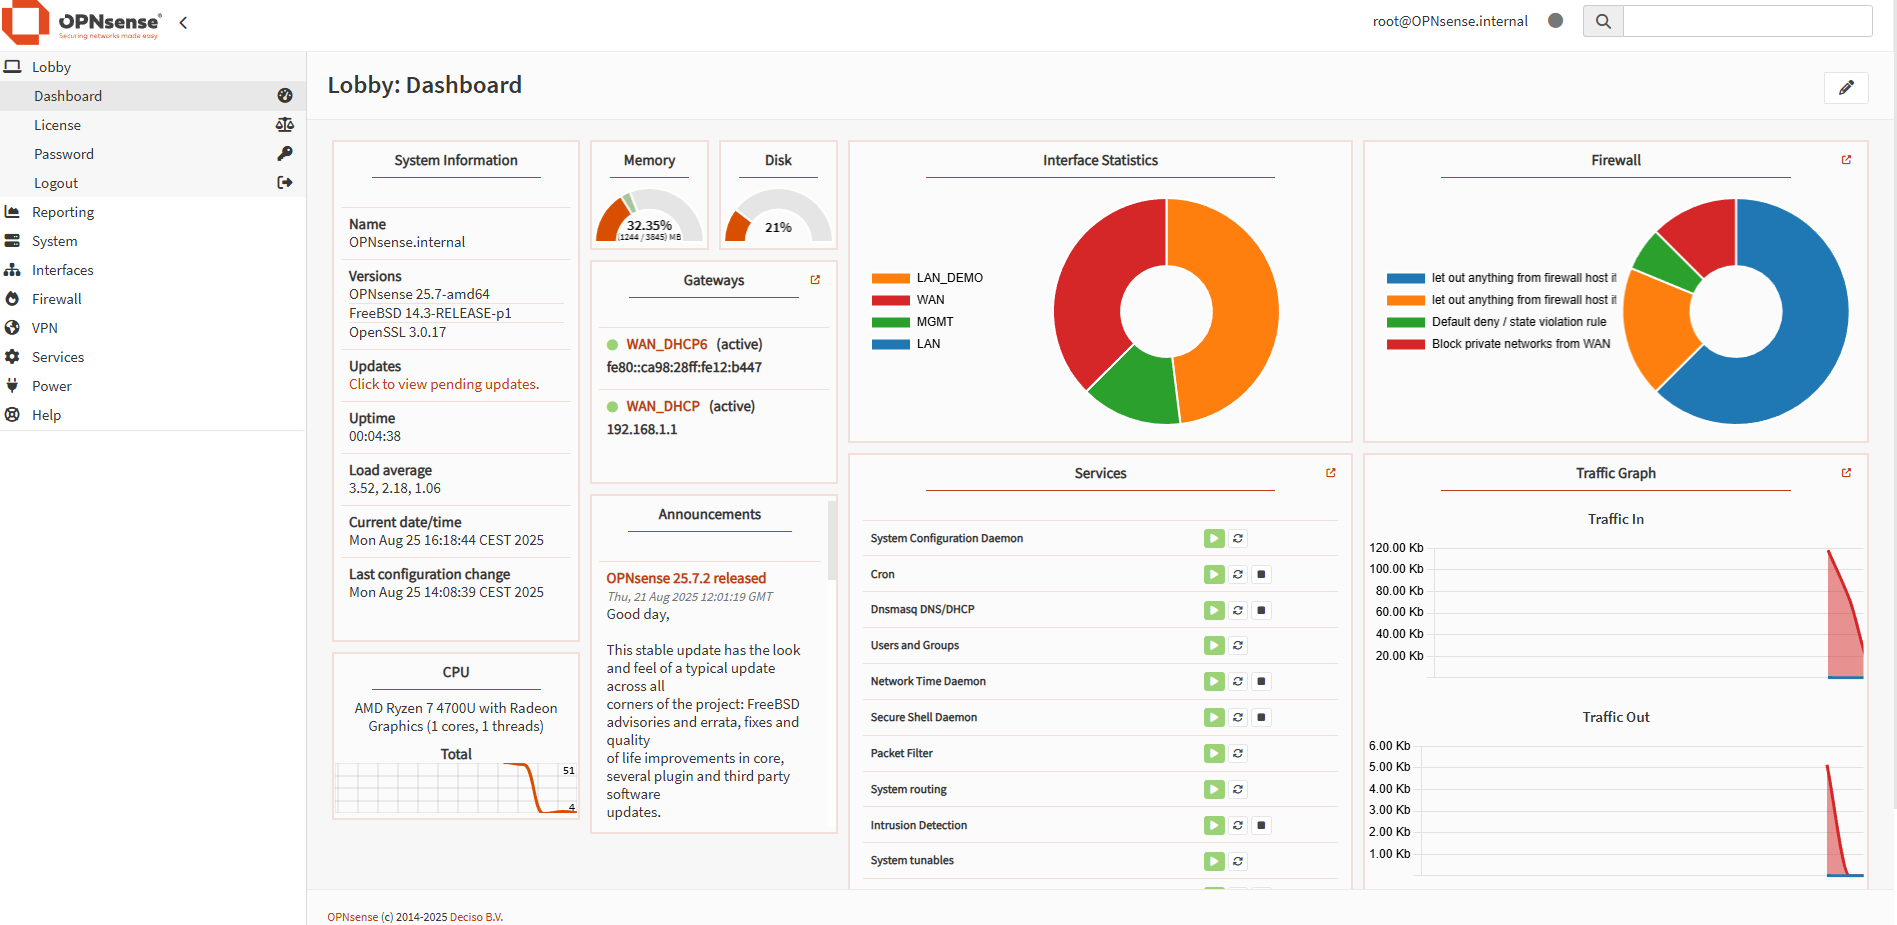 OPNsense®
Securing networks made easy
root@OPNsense.internal
Lobby
Dashboard
License
Password
Logout
Reporting
System
Interfaces
Firewall
VPN
Services
Power
Help
Lobby: Dashboard
System Information
Name
OPNsense.internal
Versions
OPNsense 25.7-amd64
FreeBSD 14.3-RELEASE-p1
OpenSSL 3.0.17
Updates
Click to view pending updates.
Uptime
00:04:38
Load average
3.52, 2.18, 1.06
Current date/time
Mon Aug 25 16:18:44 CEST 2025
Last configuration change
Mon Aug 25 14:08:39 CEST 2025
CPU
AMD Ryzen 7 4700U with Radeon
Graphics (1 cores, 1 threads)
Total
51
4
Memory
32.35%
(1244 / 3845) MB
Disk
21%
Gateways
WAN_DHCP6 (active)
fe80::ca98:28ff:fe12:b447
WAN_DHCP (active)
192.168.1.1
Announcements
OPNsense 25.7.2 released
Thu, 21 Aug 2025 12:01:19 GMT
Good day,
This stable update has the look
and feel of a typical update
across all
corners of the project: FreeBSD
advisories and errata, fixes and
quality
of life improvements in core,
several plugin and third party
software
updates.
Interface Statistics
LAN_DEMO
WAN
MGMT
LAN
Firewall
let out anything from firewall host it
let out anything from firewall host it
Default deny / state violation rule
Block private networks from WAN
Services
System Configuration Daemon
Cron
Dnsmasq DNS/DHCP
Users and Groups
Network Time Daemon
Secure Shell Daemon
Packet Filter
System routing
Intrusion Detection
System tunables
Traffic Graph
Traffic In
120.00 Kb
100.00 Kb
80.00 Kb
60.00 Kb
40.00 Kb
20.00 Kb
Traffic Out
6.00 Kb
5.00 Kb
4.00 Kb
3.00 Kb
2.00 Kb
1.00 Kb
OPNsense (c) 2014-2025 Deciso B.V.